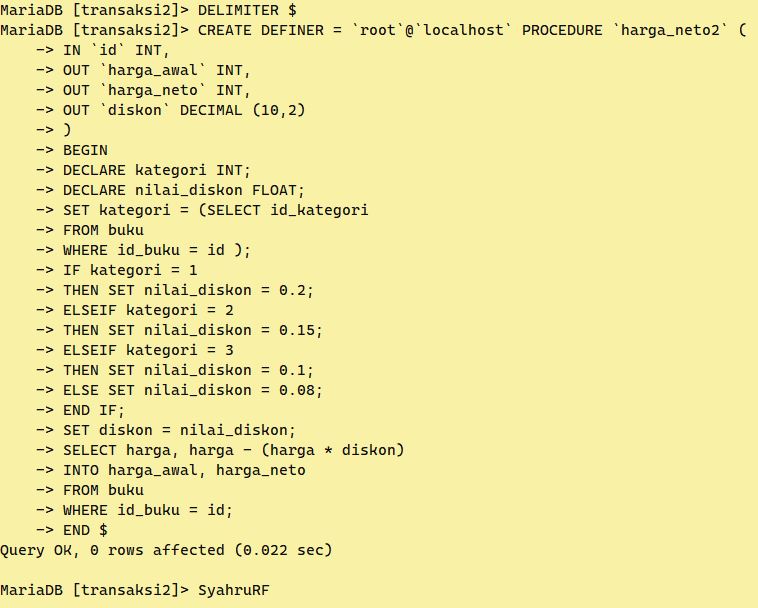 MariaDB [transaksi2]> DELIMITER $
MariaDB [transaksi2]> CREATE DEFINER = `root`@`localhost` PROCEDURE `harga_neto2` (
    -> IN `id` INT,
    -> OUT `harga_awal` INT,
    -> OUT `harga_neto` INT,
    -> OUT `diskon` DECIMAL (10,2)
    -> )
    -> BEGIN
    -> DECLARE kategori INT;
    -> DECLARE nilai_diskon FLOAT;
    -> SET kategori = (SELECT id_kategori
    -> FROM buku
    -> WHERE id_buku = id );
    -> IF kategori = 1
    -> THEN SET nilai_diskon = 0.2;
    -> ELSEIF kategori = 2
    -> THEN SET nilai_diskon = 0.15;
    -> ELSEIF kategori = 3
    -> THEN SET nilai_diskon = 0.1;
    -> ELSE SET nilai_diskon = 0.08;
    -> END IF;
    -> SET diskon = nilai_diskon;
    -> SELECT harga, harga - (harga * diskon)
    -> INTO harga_awal, harga_neto
    -> FROM buku
    -> WHERE id_buku = id;
    -> END $
Query OK, 0 rows affected (0.022 sec)

MariaDB [transaksi2]> SyahruRF